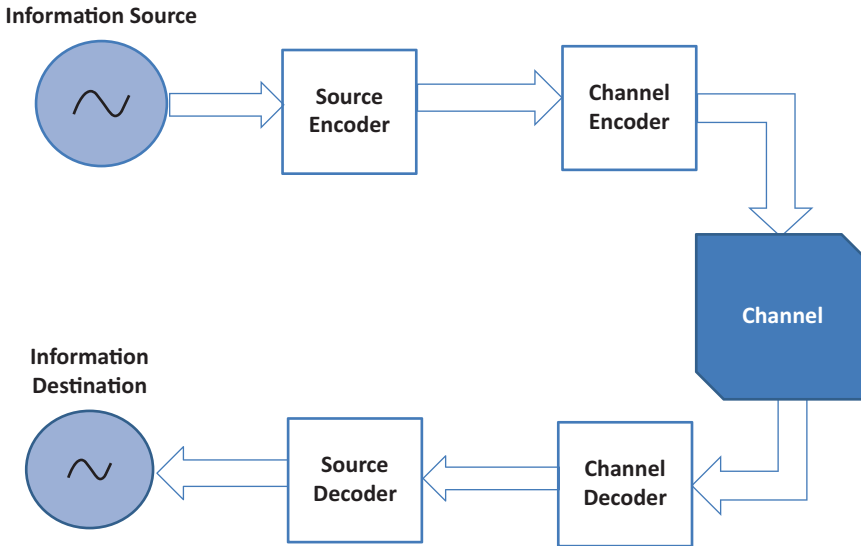 Information Source
Source
Encoder
Channel
Encoder
Channel
Information
Destination
Source
Decoder
Channel
Decoder